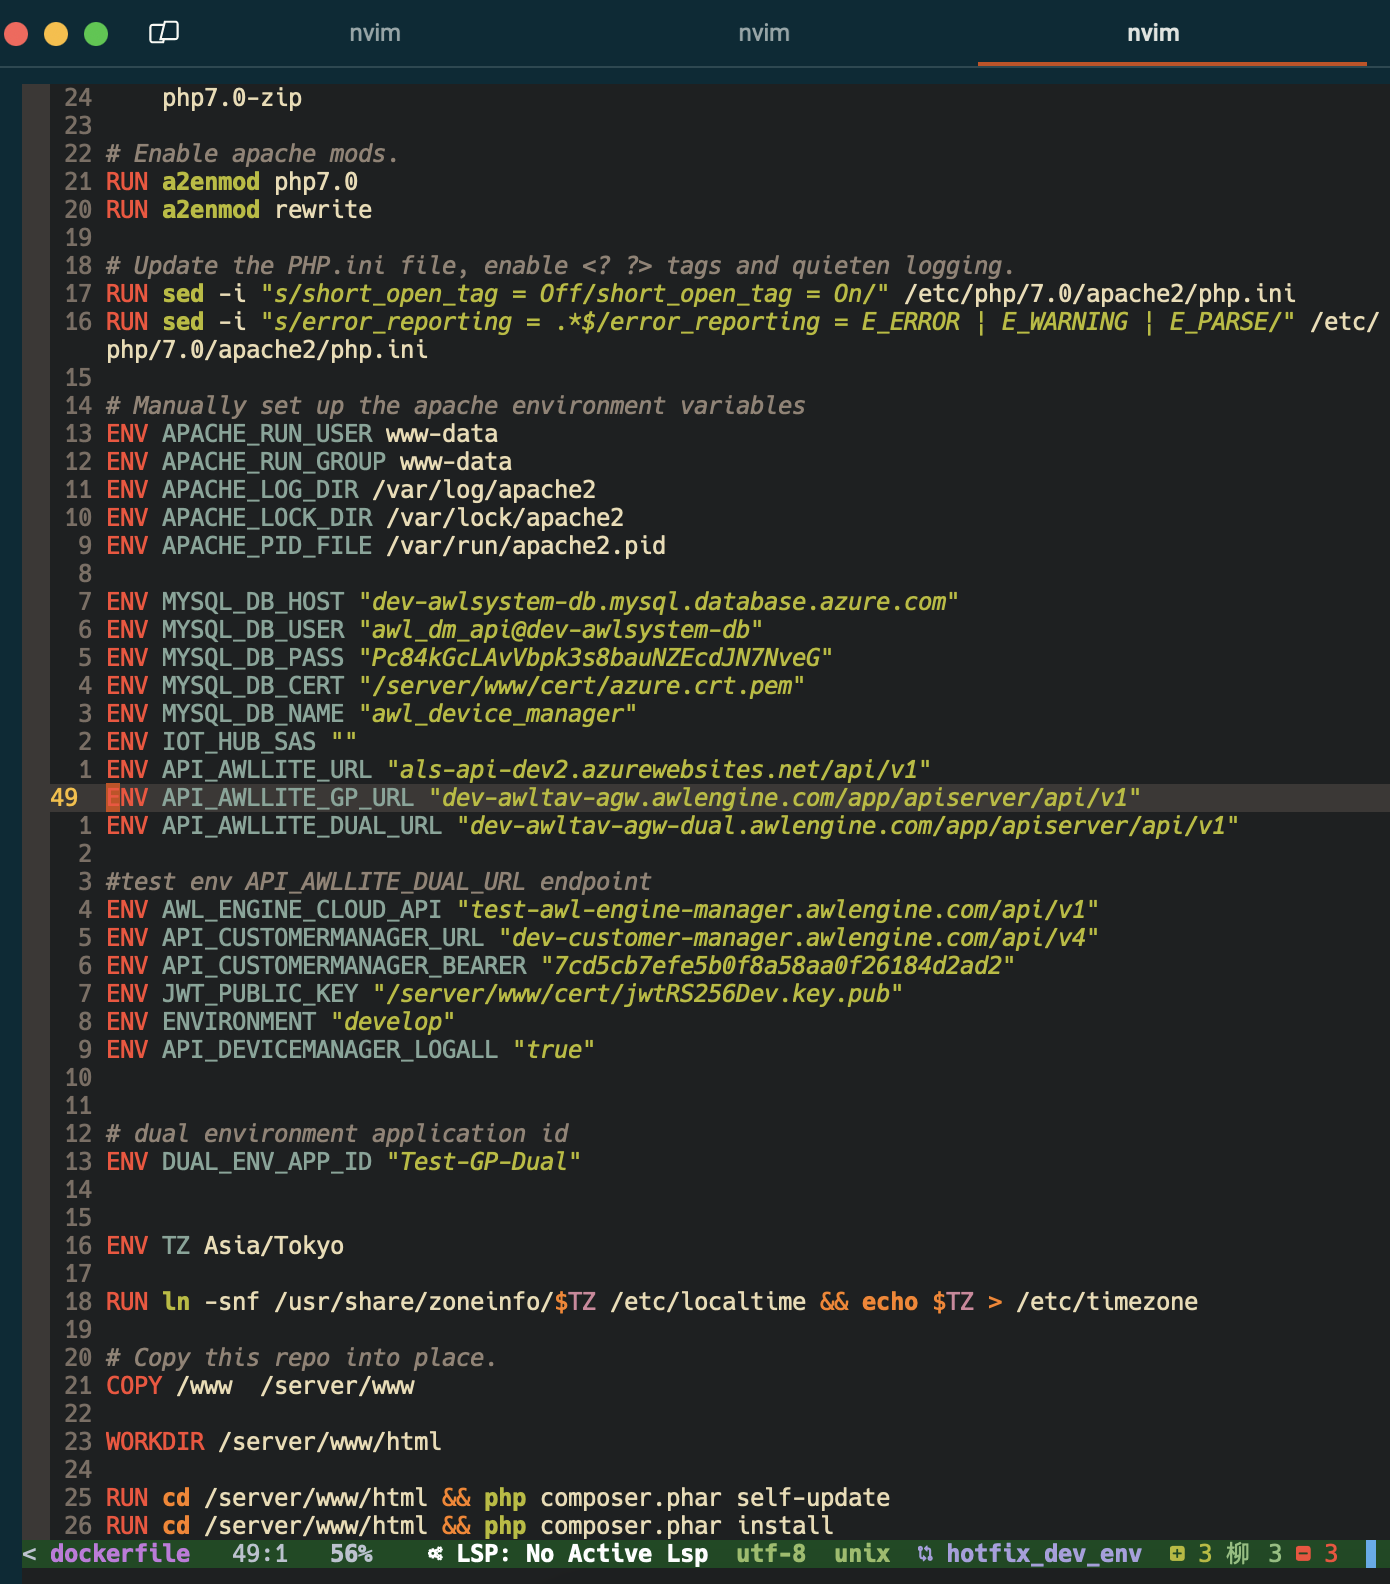 nvim nvim nvim
24 php7.0-zip
23
22 # Enable apache mods.
21 RUN a2enmod php7.0
20 RUN a2enmod rewrite
19
18 # Update the PHP.ini file, enable <? ?> tags and quieten logging.
17 RUN sed -i "s/short_open_tag = Off/short_open_tag = On/" /etc/php/7.0/apache2/php.ini
16 RUN sed -i "s/error_reporting = .*$/error_reporting = E_ERROR | E_WARNING | E_PARSE/" /etc/
php/7.0/apache2/php.ini
15
14 # Manually set up the apache environment variables
13 ENV APACHE_RUN_USER www-data
12 ENV APACHE_RUN_GROUP www-data
11 ENV APACHE_LOG_DIR /var/log/apache2
10 ENV APACHE_LOCK_DIR /var/lock/apache2
9 ENV APACHE_PID_FILE /var/run/apache2.pid
8
7 ENV MYSQL_DB_HOST "dev-awlsystem-db.mysql.database.azure.com"
6 ENV MYSQL_DB_USER "awl_dm_api@dev-awlsystem-db"
5 ENV MYSQL_DB_PASS "Pc84kGcLAvVbpk3s8bauNZEcdJN7NveG"
4 ENV MYSQL_DB_CERT "/server/www/cert/azure.crt.pem"
3 ENV MYSQL_DB_NAME "awl_device_manager"
2 ENV IOT_HUB_SAS ""
1 ENV API_AWLLITE_URL "als-api-dev2.azurewebsites.net/api/v1"
49 ENV API_AWLLITE_GP_URL "dev-awltav-agw.awlengine.com/app/apiserver/api/v1"
1 ENV API_AWLLITE_DUAL_URL "dev-awltav-agw-dual.awlengine.com/app/apiserver/api/v1"
2
3 #test env API_AWLLITE_DUAL_URL endpoint
4 ENV AWL_ENGINE_CLOUD_API "test-awl-engine-manager.awlengine.com/api/v1"
5 ENV API_CUSTOMERMANAGER_URL "dev-customer-manager.awlengine.com/api/v4"
6 ENV API_CUSTOMERMANAGER_BEARER "7cd5cb7efe5b0f8a58aa0f26184d2ad2"
7 ENV JWT_PUBLIC_KEY "/server/www/cert/jwtRS256Dev.key.pub"
8 ENV ENVIRONMENT "develop"
9 ENV API_DEVICEMANAGER_LOGALL "true"
10
11
12 # dual environment application id
13 ENV DUAL_ENV_APP_ID "Test-GP-Dual"
14
15
16 ENV TZ Asia/Tokyo
17
18 RUN ln -snf /usr/share/zoneinfo/$TZ /etc/localtime && echo $TZ > /etc/timezone
19
20 # Copy this repo into place.
21 COPY /www  /server/www
22
23 WORKDIR /server/www/html
24
25 RUN cd /server/www/html && php composer.phar self-update
26 RUN cd /server/www/html && php composer.phar install
< dockerfile 49:1 56% LSP: No Active Lsp utf-8 unix hotfix_dev_env 3 柳 3 3